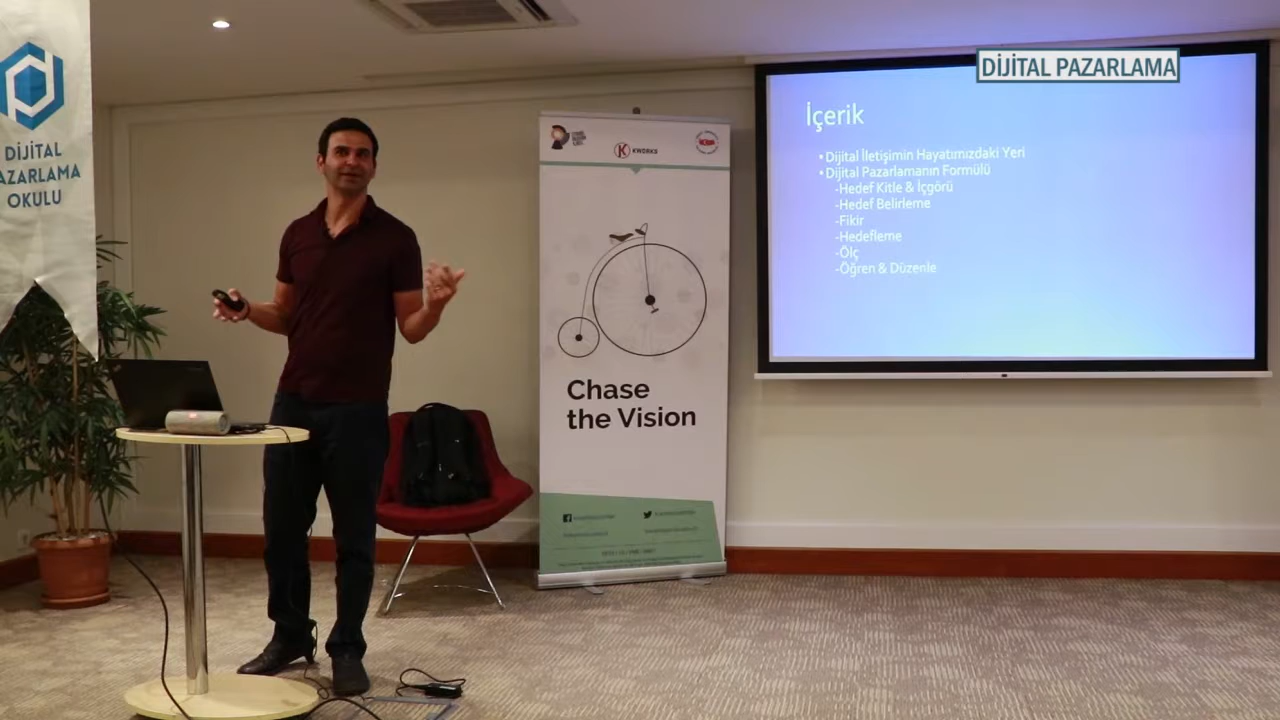 DİJİTAL
PAZARLAMA
OKULU
KWORKS
Chase
the Vision
DİJİTAL PAZARLAMA
İçerik
•Dijital İletişimin Hayatımızdaki Yeri
•Dijital Pazarlamanın Formülü
-Hedef Kitle & İçgörü
-Hedef Belirleme
-Fikir
-Hedefleme
-Ölç
-Öğren & Düzenle